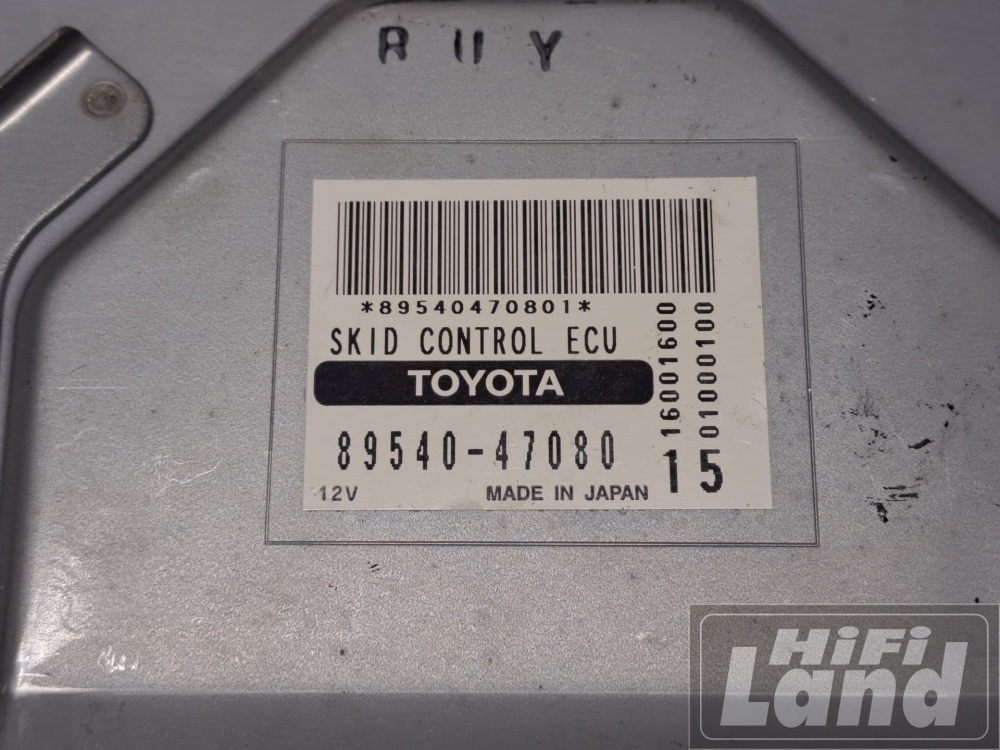 RUY
*89540470801*
SKID CONTROL ECU
TOYOTA
89540-47080
12V MADE IN JAPAN
16001600
01000100
15
HiFi
Land